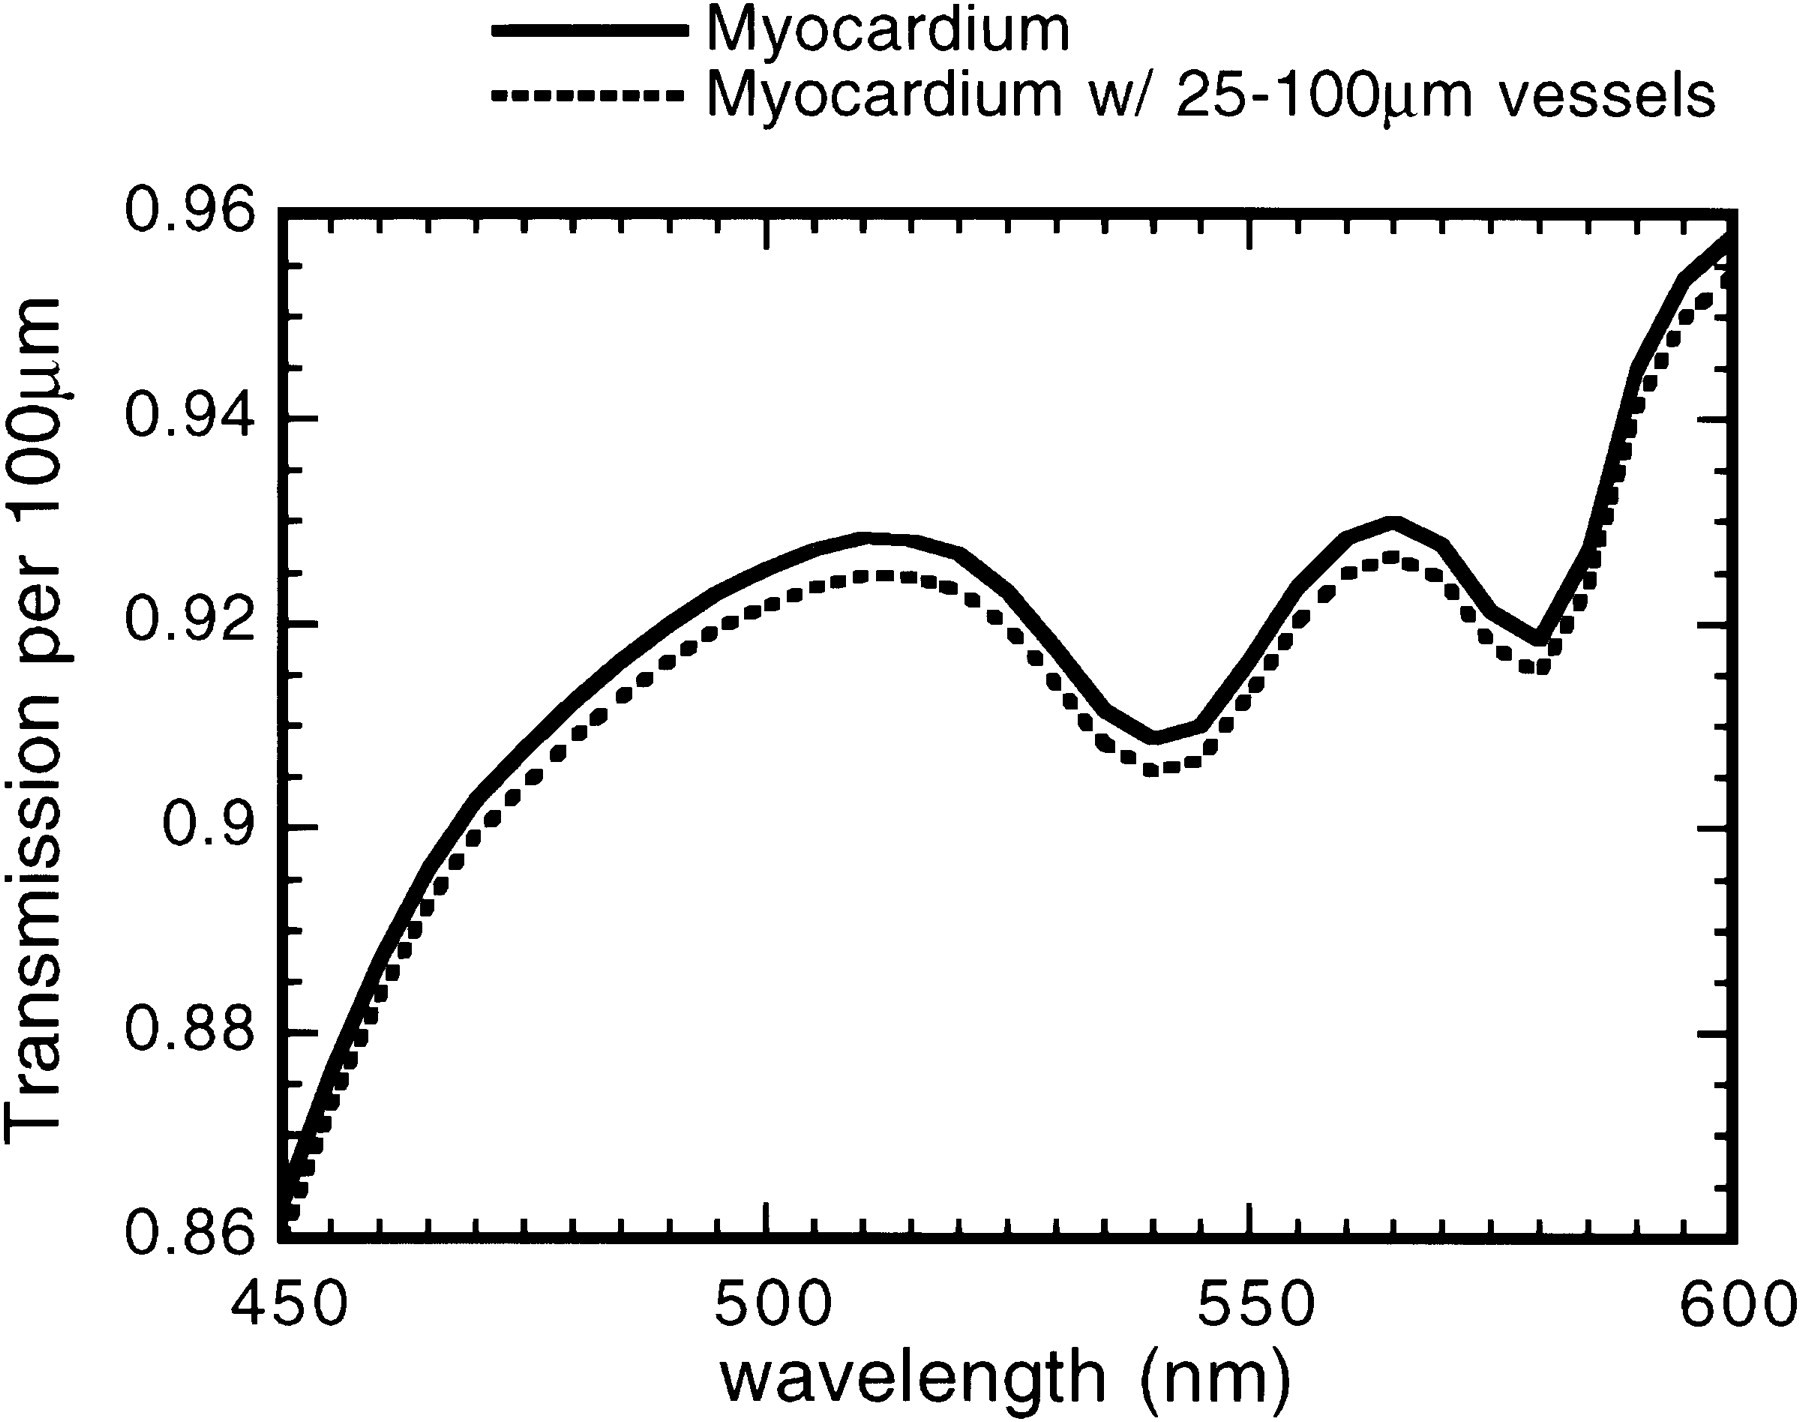 Myocardium
Myocardium w/ 25-100µm vessels
Transmission per 100µm
0.96
0.94
0.92
0.9
0.88
0.86
450 500 550 600
wavelength (nm)